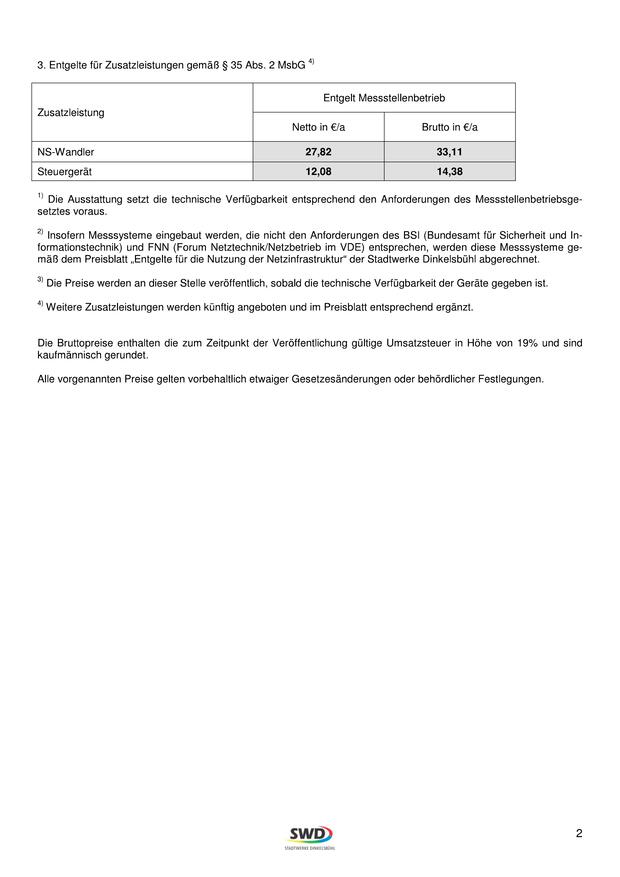 3. Entgelte für Zusatzleistungen gemäß § 35 Abs. 2 MsbG 4)
Zusatzleistung
Entgelt Messstellenbetrieb
Netto in €/a
Brutto in €/a
NS-Wandler 27,82 33,11
Steuergerät 12,08 14,38
1) Die Ausstattung setzt die technische Verfügbarkeit entsprechend den Anforderungen des Messstellenbetriebsge-
setztes voraus.
2) Insofern Messsysteme eingebaut werden, die nicht den Anforderungen des BSI (Bundesamt für Sicherheit und In-
formationstechnik) und FNN (Forum Netztechnik/Netzbetrieb im VDE) entsprechen, werden diese Messsysteme ge-
mäß dem Preisblatt „Entgelte für die Nutzung der Netzinfrastruktur“ der Stadtwerke Dinkelsbühl abgerechnet.
3) Die Preise werden an dieser Stelle veröffentlich, sobald die technische Verfügbarkeit der Geräte gegeben ist.
4) Weitere Zusatzleistungen werden künftig angeboten und im Preisblatt entsprechend ergänzt.
Die Bruttopreise enthalten die zum Zeitpunkt der Veröffentlichung gültige Umsatzsteuer in Höhe von 19% und sind
kaufmännisch gerundet.
Alle vorgenannten Preise gelten vorbehaltlich etwaiger Gesetzesänderungen oder behördlicher Festlegungen.
SWD
STADTWERKE DINKELSBÜHL
2